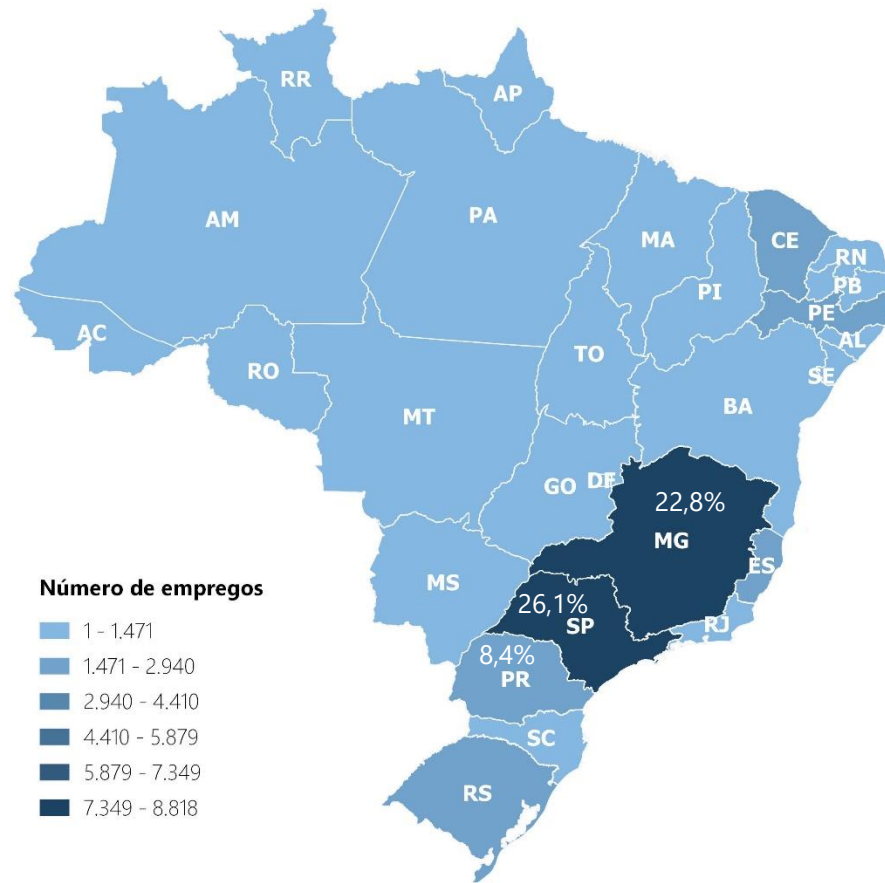 RR
AP
AM
PA
MA
CE
RN
PB
PI
PE
AC
AL
TO
RO
SE
BA
MT
GO
DF
22,8%
MG
ES
MS
26,1%
SP
RJ
8,4%
PR
SC
RS
Número de empregos
1 - 1.471
1.471 - 2.940
2.940 - 4.410
4.410 - 5.879
5.879 - 7.349
7.349 - 8.818